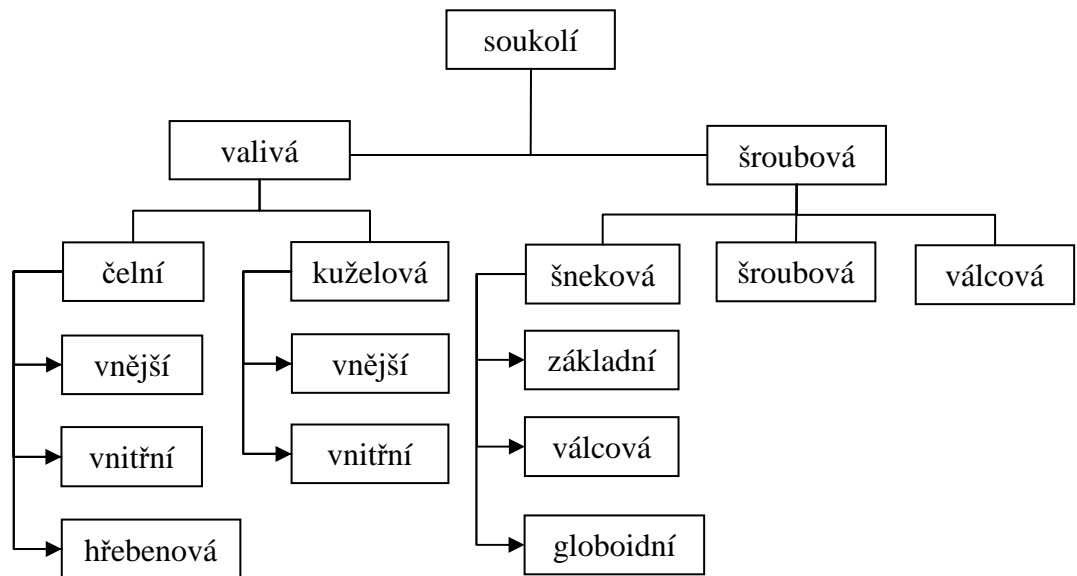 soukolí
valivá
šroubová
čelní
kuželová
šneková
šroubová
válcová
vnější
vnější
základní
vnitřní
vnitřní
válcová
hřebenová
globoidní